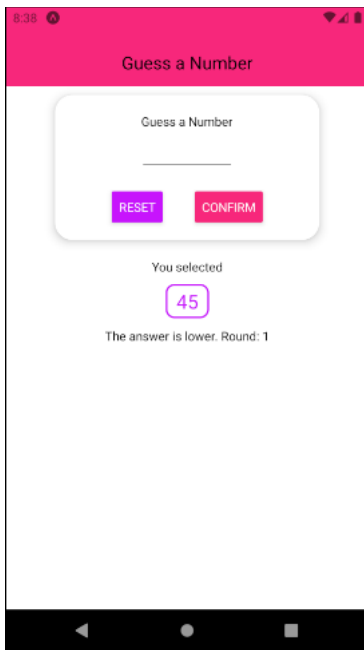 8:38
Guess a Number
Guess a Number
RESET CONFIRM
You selected
45
The answer is lower. Round: 1